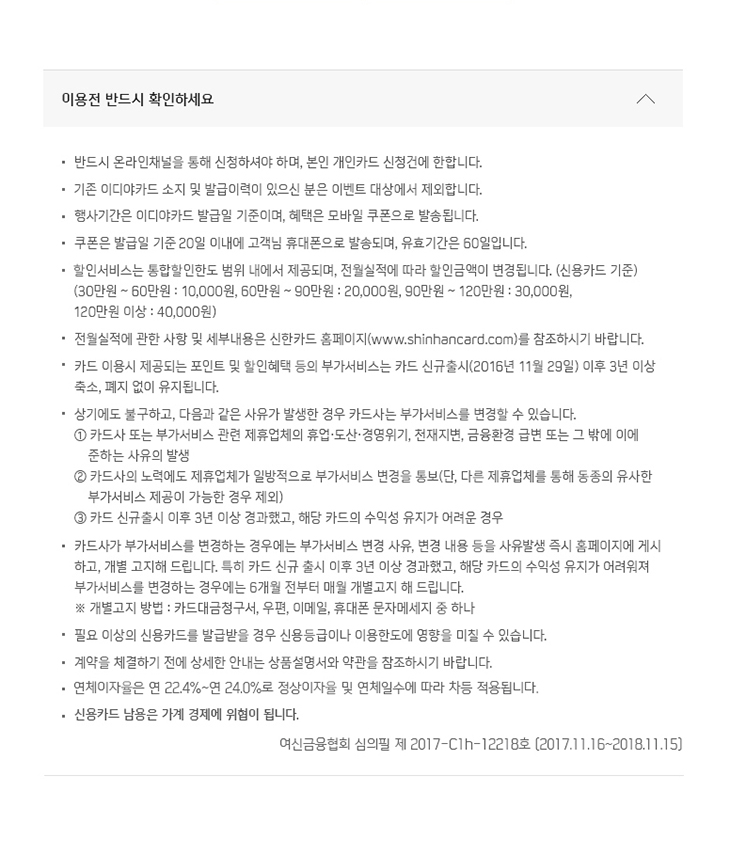 이용전 반드시 확인하세요
• 반드시 온라인채널을 통해 신청하셔야 하며, 본인 개인카드 신청건에 한합니다.
• 기존 이디야카드 소지 및 발급이력이 있으신 분은 이벤트 대상에서 제외합니다.
• 행사기간은 이디야카드 발급일 기준이며, 혜택은 모바일 쿠폰으로 발송됩니다.
• 쿠폰은 발급일 기준 20일 이내에 고객님 휴대폰으로 발송되며, 유효기간은 60일입니다.
• 할인서비스는 통합할인한도 범위 내에서 제공되며, 전월실적에 따라 할인금액이 변경됩니다. (신용카드 기준)
(30만원 ~ 60만원 : 10,000원, 60만원 ~ 90만원 : 20,000원, 90만원 ~ 120만원 : 30,000원,
120만원 이상 : 40,000원)
• 전월실적에 관한 사항 및 세부내용은 신한카드 홈페이지(www.shinhancard.com)를 참조하시기 바랍니다.
• 카드 이용시 제공되는 포인트 및 할인혜택 등의 부가서비스는 카드 신규출시(2016년 11월 29일) 이후 3년 이상
축소, 폐지 없이 유지됩니다.
• 상기에도 불구하고, 다음과 같은 사유가 발생한 경우 카드사는 부가서비스를 변경할 수 있습니다.
① 카드사 또는 부가서비스 관련 제휴업체의 휴업·도산·경영위기, 천재지변, 금융환경 급변 또는 그 밖에 이에
준하는 사유의 발생
② 카드사의 노력에도 제휴업체가 일방적으로 부가서비스 변경을 통보(단, 다른 제휴업체를 통해 동종의 유사한
부가서비스 제공이 가능한 경우 제외)
③ 카드 신규출시 이후 3년 이상 경과했고, 해당 카드의 수익성 유지가 어려운 경우
• 카드사가 부가서비스를 변경하는 경우에는 부가서비스 변경 사유, 변경 내용 등을 사유발생 즉시 홈페이지에 게시
하고, 개별 고지해 드립니다. 특히 카드 신규 출시 이후 3년 이상 경과했고, 해당 카드의 수익성 유지가 어려워져
부가서비스를 변경하는 경우에는 6개월 전부터 매월 개별고지 해 드립니다.
※ 개별고지 방법 : 카드대금청구서, 우편, 이메일, 휴대폰 문자메세지 중 하나
• 필요 이상의 신용카드를 발급받을 경우 신용등급이나 이용한도에 영향을 미칠 수 있습니다.
• 계약을 체결하기 전에 상세한 안내는 상품설명서와 약관을 참조하시기 바랍니다.
• 연체이자율은 연 22.4%~연 24.0%로 정상이자율 및 연체일수에 따라 차등 적용됩니다.
• 신용카드 남용은 가계 경제에 위협이 됩니다.
여신금융협회 심의필 제 2017-C1h-12218호 (2017.11.16~2018.11.15)